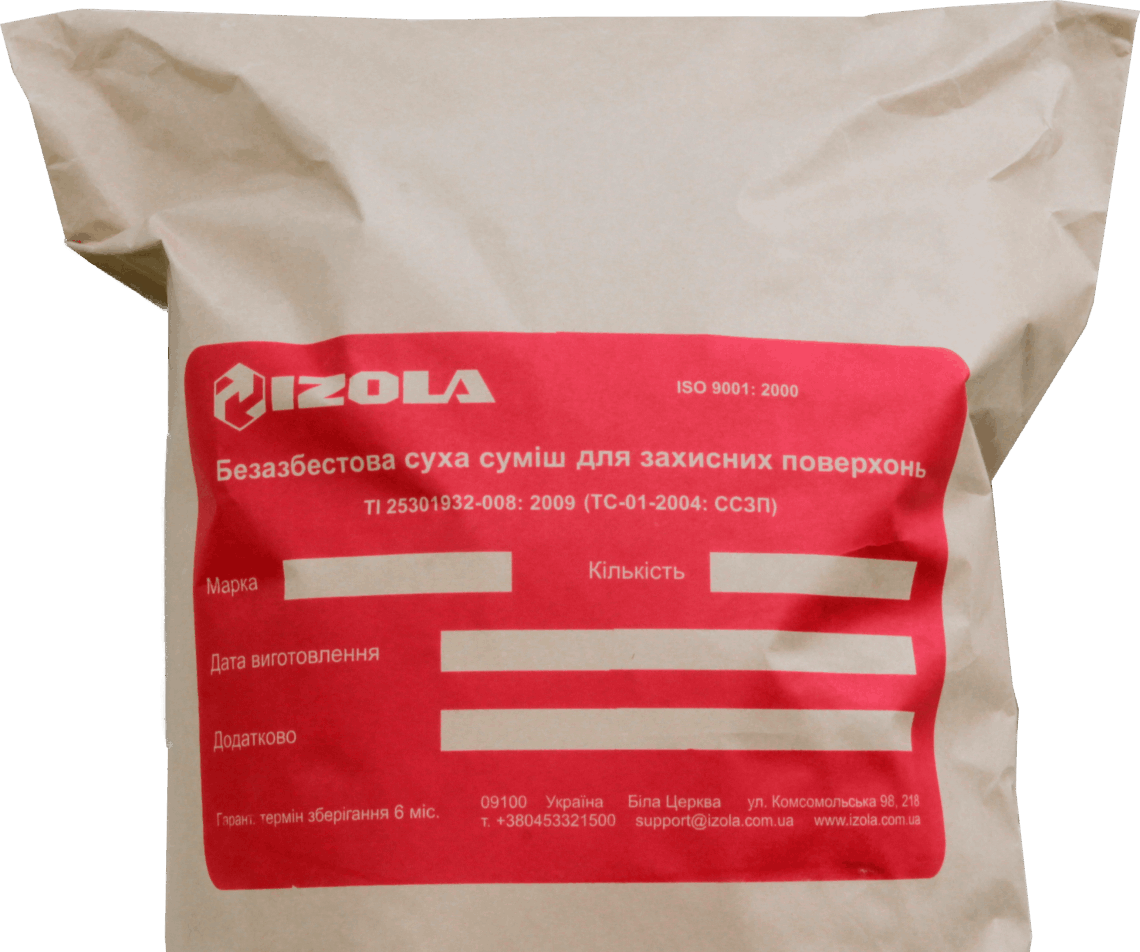 IZOLA
ISO 9001: 2000
Безазбестова суха суміш для захисних поверхонь
ТІ 25301932-008: 2009 (ТС-01-2004: ССЗП)
Марка Кількість
Дата виготовлення
Додатково
Гарант. термін зберігання 6 міс.
09100 Україна Біла Церква ул. Комсомольська 98, 218
т. +380453321500 support@izola.com.ua www.izola.com.ua